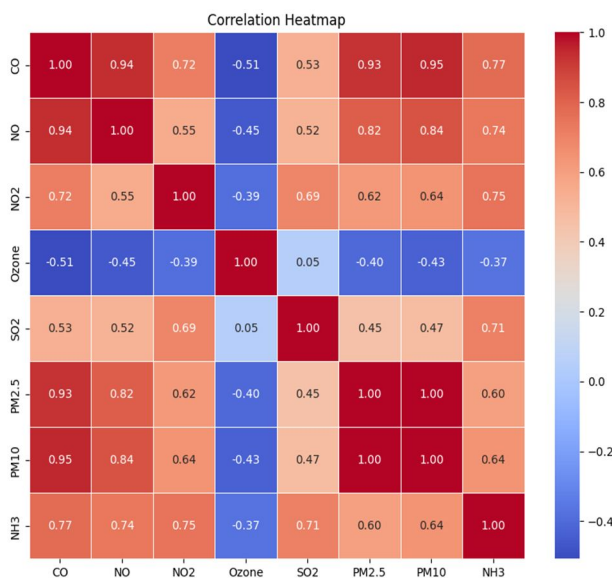 Correlation Heatmap
CO 1.00 0.94 0.72 -0.51 0.53 0.93 0.95 0.77
NO 0.94 1.00 0.55 -0.45 0.52 0.82 0.84 0.74
NO2 0.72 0.55 1.00 -0.39 0.69 0.62 0.64 0.75
Ozone -0.51 -0.45 -0.39 1.00 0.05 -0.40 -0.43 -0.37
SO2 0.53 0.52 0.69 0.05 1.00 0.45 0.47 0.71
PM2.5 0.93 0.82 0.62 -0.40 0.45 1.00 1.00 0.60
PM10 0.95 0.84 0.64 -0.43 0.47 1.00 1.00 0.64
NH3 0.77 0.74 0.75 -0.37 0.71 0.60 0.64 1.00
CO NO NO2 Ozone SO2 PM2.5 PM10 NH3
1.0
0.8
0.6
0.4
0.2
0.0
-0.2
-0.4